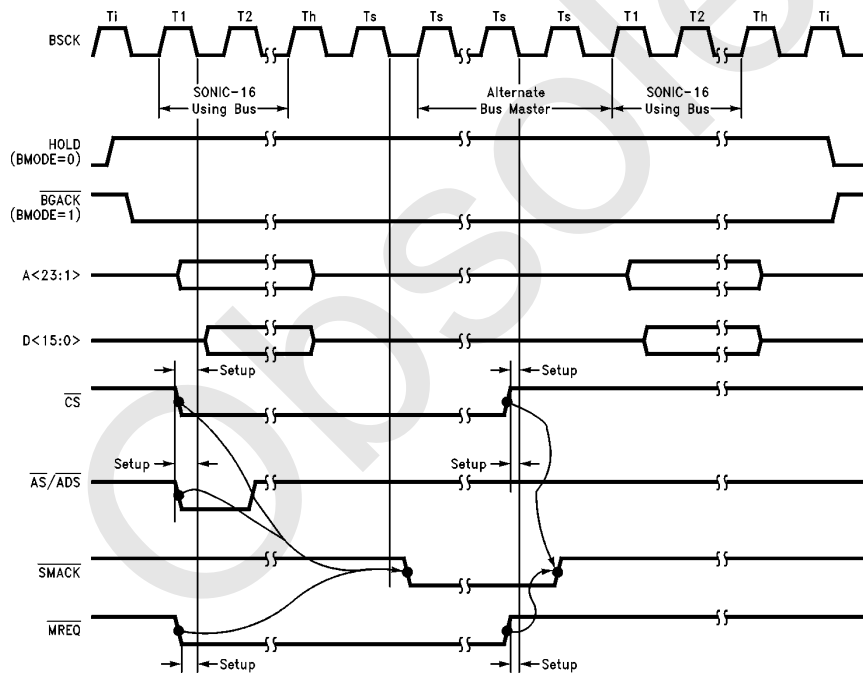 Ti T1 T2 Th Ts Ts Ts Ts T1 T2 Th Ti
BSCK
SONIC-16
Using Bus
Alternate
Bus Master
SONIC-16
Using Bus
HOLD
(BMODE=0)
BGACK
(BMODE=1)
A<23:1>
D<15:0>
Setup Setup
CS
Setup Setup
AS/ADS
SMACK
MREQ
Setup Setup
Obsole